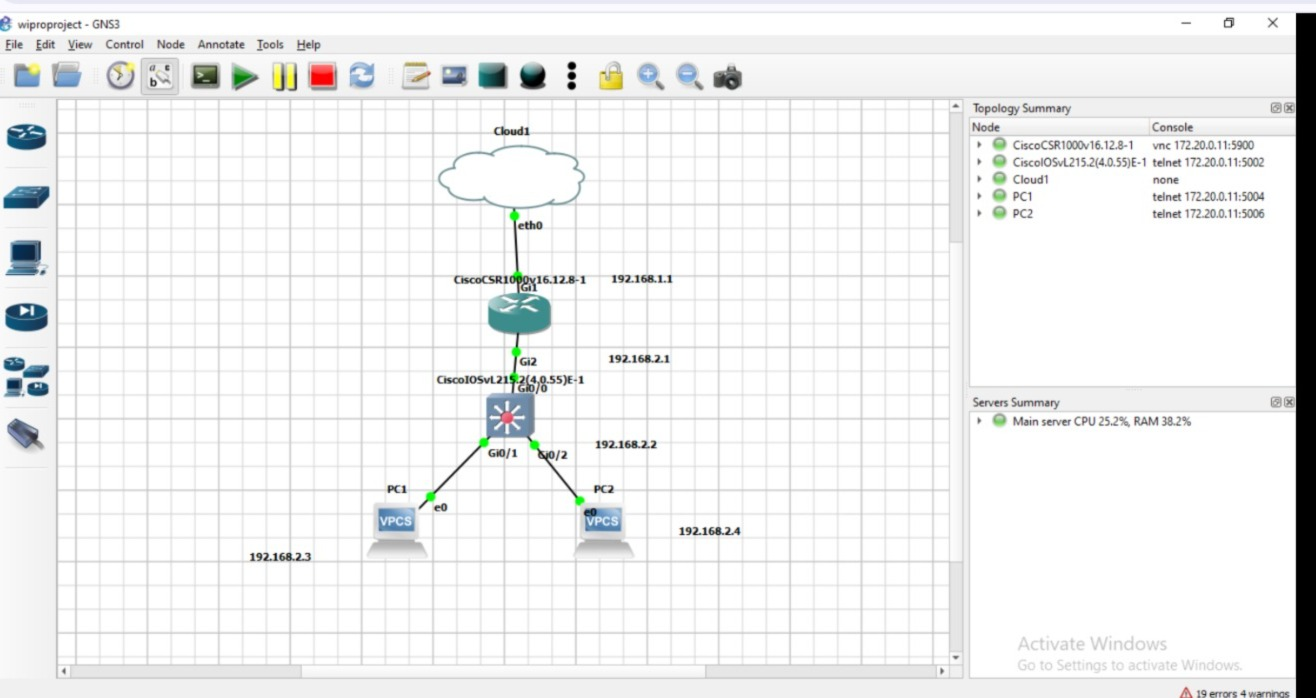 wiproproject - GNS3
File Edit View Control Node Annotate Tools Help
Topology Summary
Node Console
CiscoCSR1000v16.12.8-1 vnc 172.20.0.11:5900
CiscoIOSvL215.2(4.0.55)E-1 telnet 172.20.0.11:5002
Cloud1 none
PC1 telnet 172.20.0.11:5004
PC2 telnet 172.20.0.11:5006
Cloud1
eth0
CiscoCSR1000v16.12.8-1 192.168.1.1
Gi1
192.168.2.1
Gi2
CiscoIOSvL215.2(4.0.55)E-1
Gi0/0
192.168.2.2
Gi0/1 Gi0/2
PC1 PC2
e0 e0
VPCS VPCS
192.168.2.4
192.168.2.3
Servers Summary
Main server CPU 25.2%, RAM 38.2%
Activate Windows
Go to Settings to activate Windows.
19 errors 4 warnings